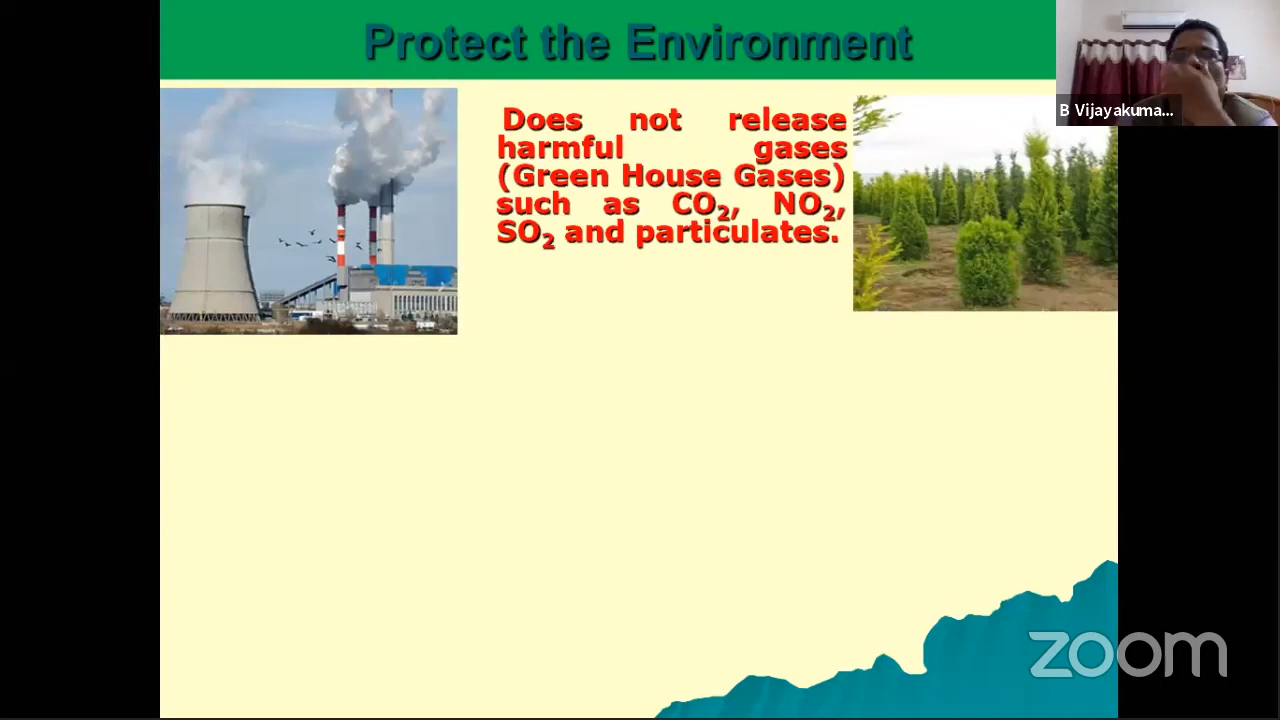 Protect the Environment
B Vijayakuma...
Does not release
harmful gases
(Green House Gases)
such as CO₂, NO₂,
SO₂ and particulates.
zoom